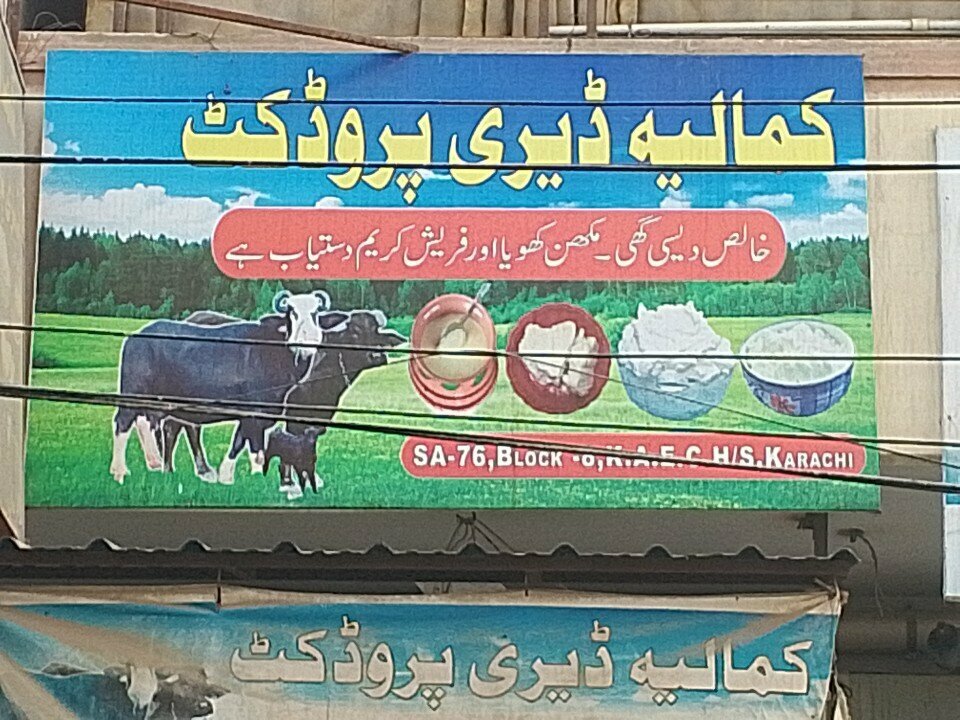 کمالیہ ڈیری پروڈکٹ
خالص دیسی گھی۔ مکھن کھویا اور فریش کریم دستیاب ہے
SA-76,BLOCK -8,K.A.E.C.H/S,KARACHI
کمالیہ ڈیری پروڈکٹ